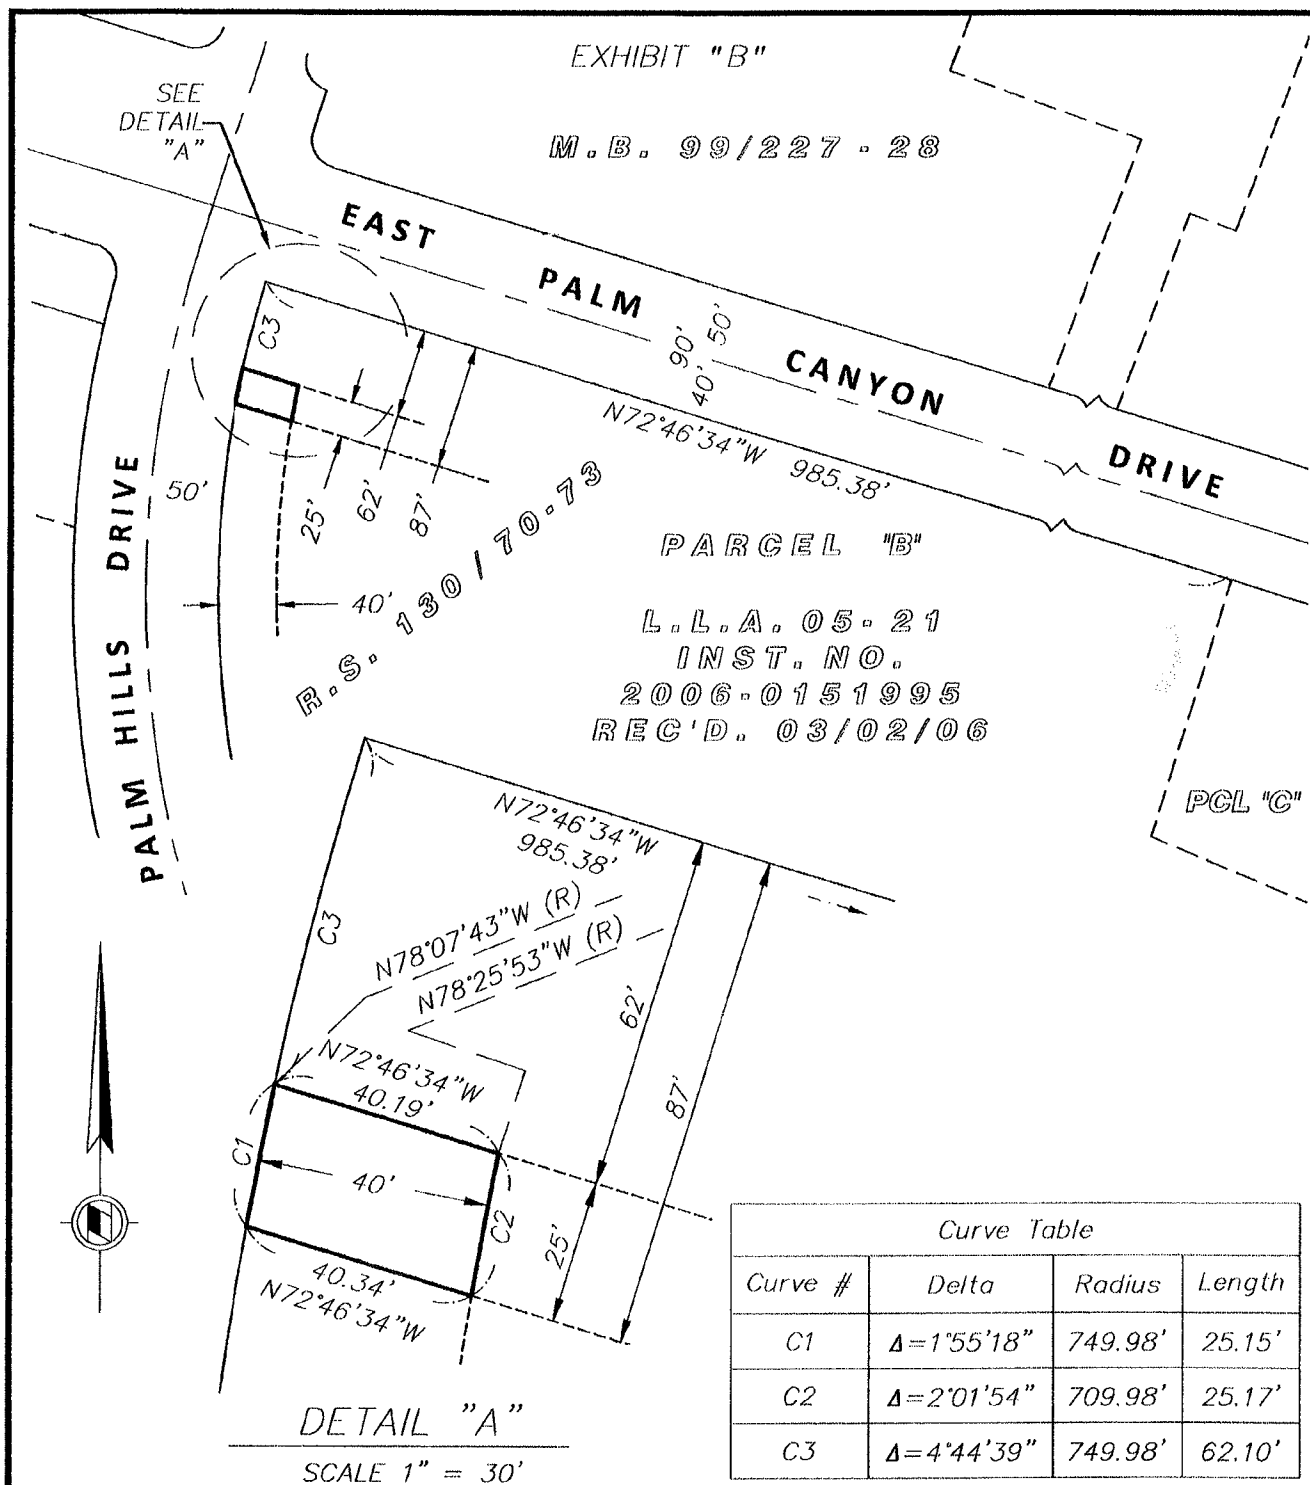 EXHIBIT "B"
SEE
DETAIL
"A"
M.B. 99/227-28
EAST PALM CANYON DRIVE
90'
40' 50'
N72°46'34"W 985.38'
C3
50'
25'
62'
87'
40'
PALM HILLS DRIVE
R.S. 130 / 70-73
PARCEL "B"
L.L.A. 05-21
INST. NO.
2006-0151995
REC'D. 03/02/06
PCL "C"
N72°46'34"W
985.38'
C3
N78°07'43"W (R)
N78°25'53"W (R)
62'
87'
N72°46'34"W
40.19'
C1
40'
C2
25'
40.34'
N72°46'34"W
DETAIL "A"
SCALE 1" = 30'
Curve Table
Curve # Delta Radius Length
C1 Δ=1°55'18" 749.98' 25.15'
C2 Δ=2°01'54" 709.98' 25.17'
C3 Δ=4°44'39" 749.98' 62.10'